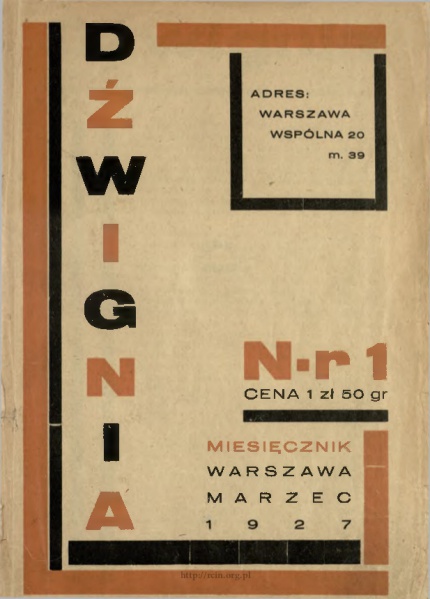 DŹWIGNIA
ADRES:
WARSZAWA
WSPÓLNA 20
m. 39
N·r 1
CENA 1 zł 50 gr
MIESIĘCZNIK
WARSZAWA
MARZEC
1927
http://rcin.org.pl